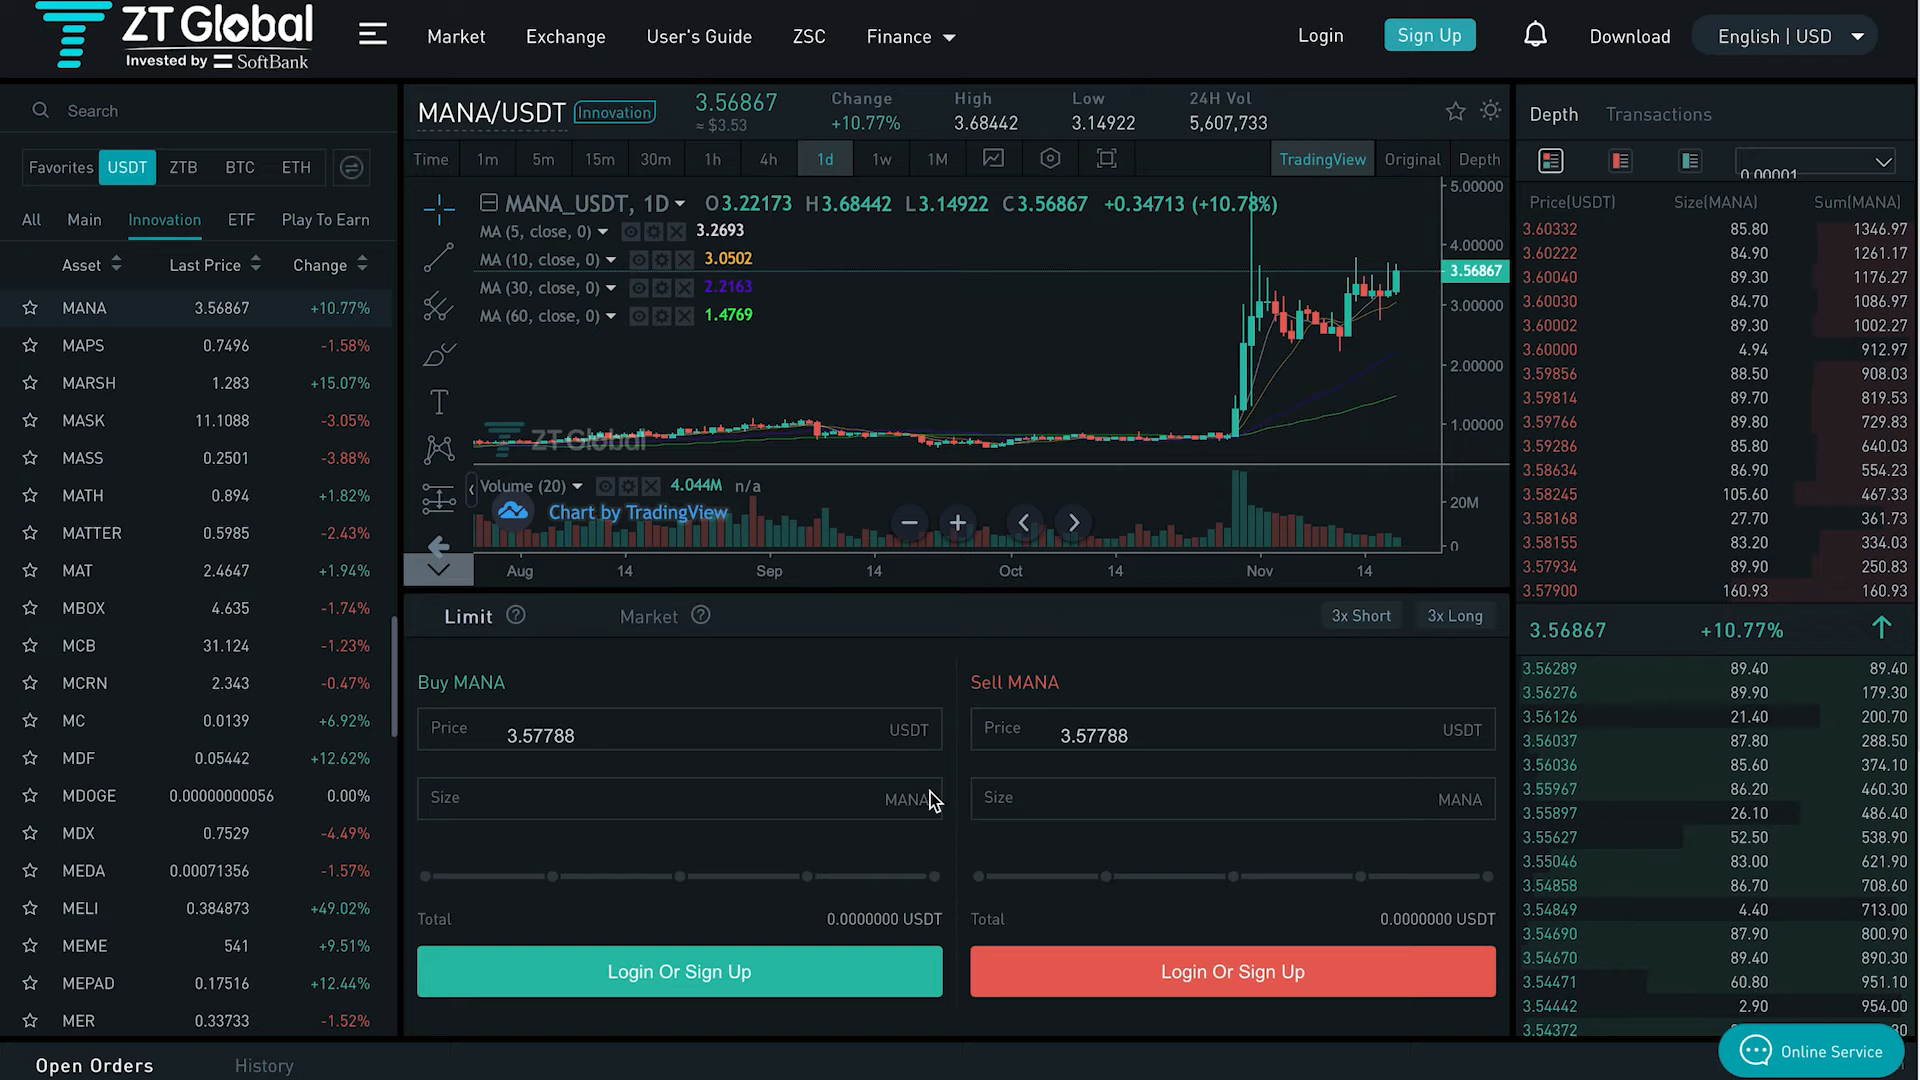 ZT Global
Invested by SoftBank
Market Exchange User's Guide ZSC Finance
Login Sign Up Download English | USD
Search
Favorites USDT ZTB BTC ETH
All Main Innovation ETF Play To Earn
Asset Last Price Change
MANA 3.56867 +10.77%
MAPS 0.7496 -1.58%
MARSH 1.283 +15.07%
MASK 11.1088 -3.05%
MASS 0.2501 -3.88%
MATH 0.894 +1.82%
MATTER 0.5985 -2.43%
MAT 2.4647 +1.94%
MBOX 4.635 -1.74%
MCB 31.124 -1.23%
MCRN 2.343 -0.47%
MC 0.0139 +6.92%
MDF 0.05442 +12.62%
MDOGE 0.00000000056 0.00%
MDX 0.7529 -4.49%
MEDA 0.00071356 -1.57%
MELI 0.384873 +49.02%
MEME 541 +9.51%
MEPAD 0.17516 +12.44%
MER 0.33733 -1.52%
MANA/USDT Innovation
3.56867
≈ $3.53
Change
+10.77%
High
3.68442
Low
3.14922
24H Vol
5,607,733
Time 1m 5m 15m 30m 1h 4h 1d 1w 1M TradingView Original Depth
MANA_USDT, 1D O3.22173 H3.68442 L3.14922 C3.56867 +0.34713 (+10.78%)
MA (5, close, 0) 3.2693
MA (10, close, 0) 3.0502
MA (30, close, 0) 2.2163
MA (60, close, 0) 1.4769
5.00000
4.00000
3.56867
3.00000
2.00000
1.00000
ZT Global
Volume (20) 4.044M n/a
Chart by TradingView
20M
0
Aug 14 Sep 14 Oct 14 Nov 14
Limit ? Market ? 3x Short 3x Long
Buy MANA
Price 3.57788 USDT
Size MANA
Total 0.0000000 USDT
Login Or Sign Up
Sell MANA
Price 3.57788 USDT
Size MANA
Total 0.0000000 USDT
Login Or Sign Up
Depth Transactions
0.00001
Price(USDT) Size(MANA) Sum(MANA)
3.60332 85.80 1346.97
3.60222 84.90 1261.17
3.60040 89.30 1176.27
3.60030 84.70 1086.97
3.60002 89.30 1002.27
3.60000 4.94 912.97
3.59856 88.50 908.03
3.59814 89.70 819.53
3.59766 89.80 729.83
3.59286 85.80 640.03
3.58634 86.90 554.23
3.58245 105.60 467.33
3.58168 27.70 361.73
3.58155 83.20 334.03
3.57934 89.90 250.83
3.57900 160.93 160.93
3.56867 +10.77%
3.56289 89.40 89.40
3.56276 89.90 179.30
3.56126 21.40 200.70
3.56037 87.80 288.50
3.56036 85.60 374.10
3.55967 86.20 460.30
3.55897 26.10 486.40
3.55627 52.50 538.90
3.55046 83.00 621.90
3.54858 86.70 708.60
3.54849 4.40 713.00
3.54690 87.90 800.90
3.54670 89.40 890.30
3.54471 60.80 951.10
3.54442 2.90 954.00
3.54372
Online Service
Open Orders History